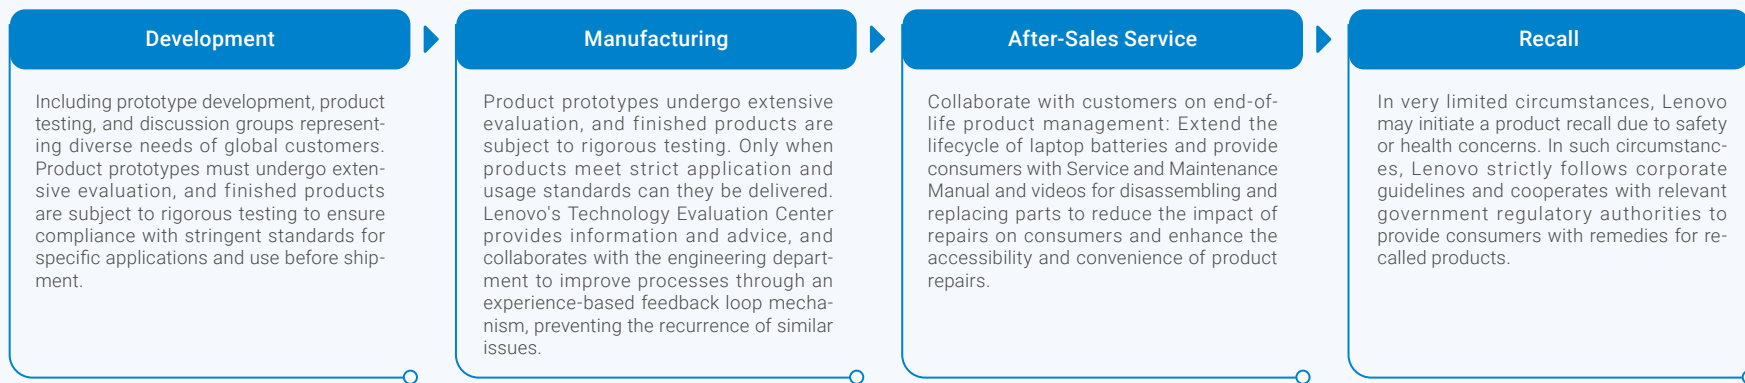 Development
Including prototype development, product
testing, and discussion groups represent-
ing diverse needs of global customers.
Product prototypes must undergo exten-
sive evaluation, and finished products
are subject to rigorous testing to ensure
compliance with stringent standards for
specific applications and use before ship-
ment.
Manufacturing
Product prototypes undergo extensive
evaluation, and finished products are
subject to rigorous testing. Only when
products meet strict application and
usage standards can they be delivered.
Lenovo's Technology Evaluation Center
provides information and advice, and
collaborates with the engineering depart-
ment to improve processes through an
experience-based feedback loop mecha-
nism, preventing the recurrence of similar
issues.
After-Sales Service
Collaborate with customers on end-of-
life product management: Extend the
lifecycle of laptop batteries and provide
consumers with Service and Maintenance
Manual and videos for disassembling and
replacing parts to reduce the impact of
repairs on consumers and enhance the
accessibility and convenience of product
repairs.
Recall
In very limited circumstances, Lenovo
may initiate a product recall due to safety
or health concerns. In such circumstanc-
es, Lenovo strictly follows corporate
guidelines and cooperates with relevant
government regulatory authorities to
provide consumers with remedies for re-
called products.